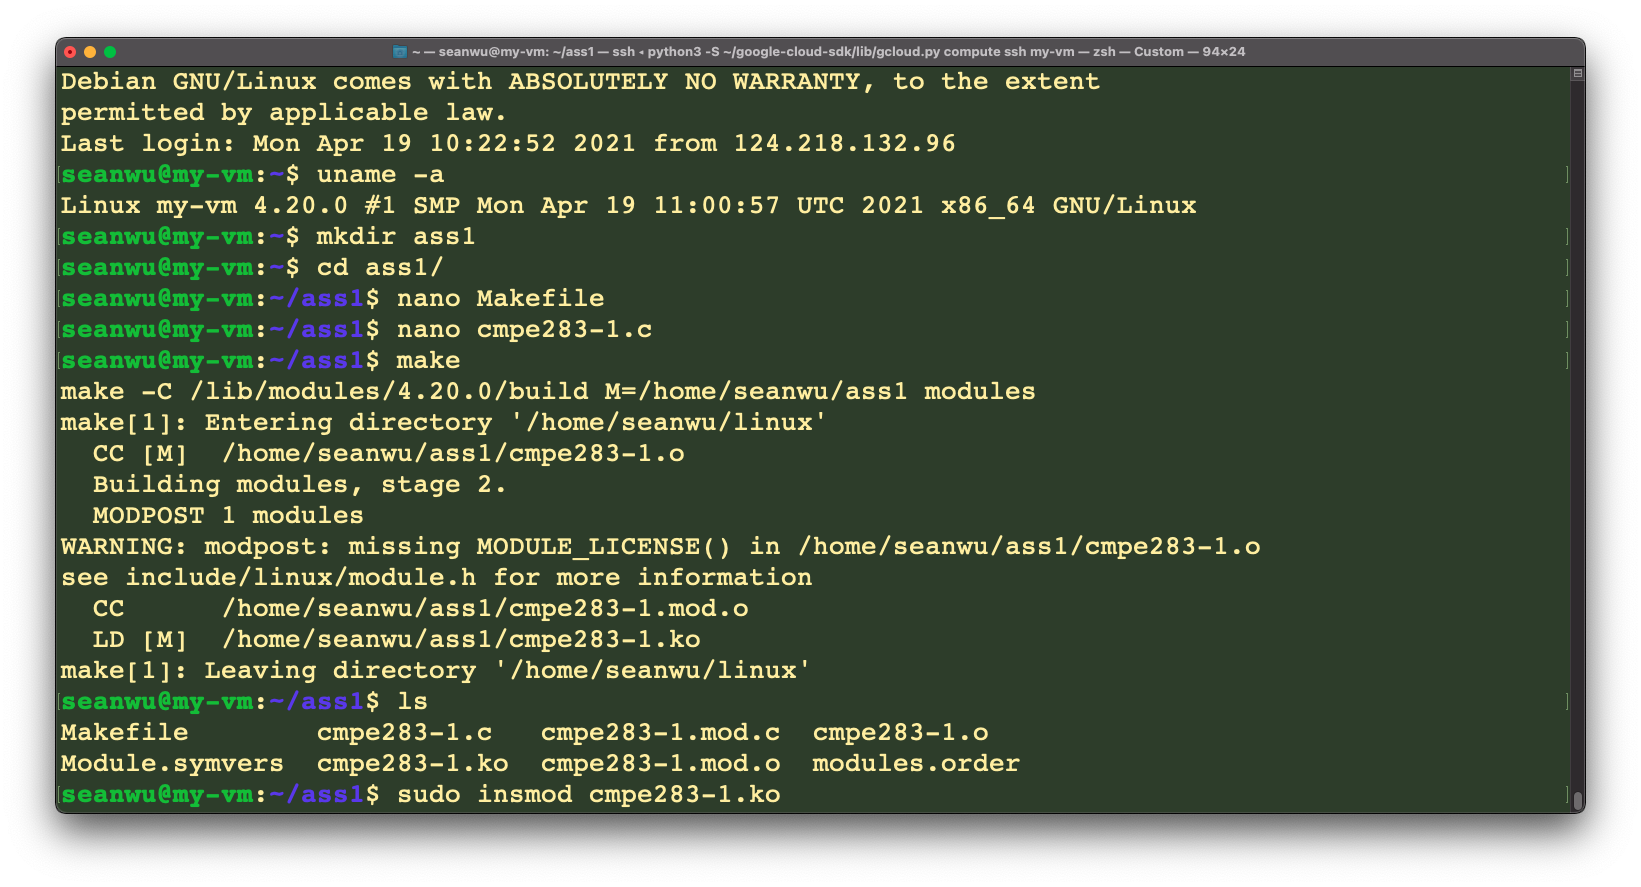 ~ — seanwu@my-vm: ~/ass1 — ssh ◂ python3 -S ~/google-cloud-sdk/lib/gcloud.py compute ssh my-vm — zsh — Custom — 94×24
Debian GNU/Linux comes with ABSOLUTELY NO WARRANTY, to the extent
permitted by applicable law.
Last login: Mon Apr 19 10:22:52 2021 from 124.218.132.96
[seanwu@my-vm:~$ uname -a ]
Linux my-vm 4.20.0 #1 SMP Mon Apr 19 11:00:57 UTC 2021 x86_64 GNU/Linux
[seanwu@my-vm:~$ mkdir ass1 ]
[seanwu@my-vm:~$ cd ass1/ ]
[seanwu@my-vm:~/ass1$ nano Makefile ]
[seanwu@my-vm:~/ass1$ nano cmpe283-1.c ]
[seanwu@my-vm:~/ass1$ make ]
make -C /lib/modules/4.20.0/build M=/home/seanwu/ass1 modules
make[1]: Entering directory '/home/seanwu/linux'
  CC [M]  /home/seanwu/ass1/cmpe283-1.o
  Building modules, stage 2.
  MODPOST 1 modules
WARNING: modpost: missing MODULE_LICENSE() in /home/seanwu/ass1/cmpe283-1.o
see include/linux/module.h for more information
  CC      /home/seanwu/ass1/cmpe283-1.mod.o
  LD [M]  /home/seanwu/ass1/cmpe283-1.ko
make[1]: Leaving directory '/home/seanwu/linux'
[seanwu@my-vm:~/ass1$ ls ]
Makefile        cmpe283-1.c   cmpe283-1.mod.c  cmpe283-1.o
Module.symvers  cmpe283-1.ko  cmpe283-1.mod.o  modules.order
[seanwu@my-vm:~/ass1$ sudo insmod cmpe283-1.ko ]